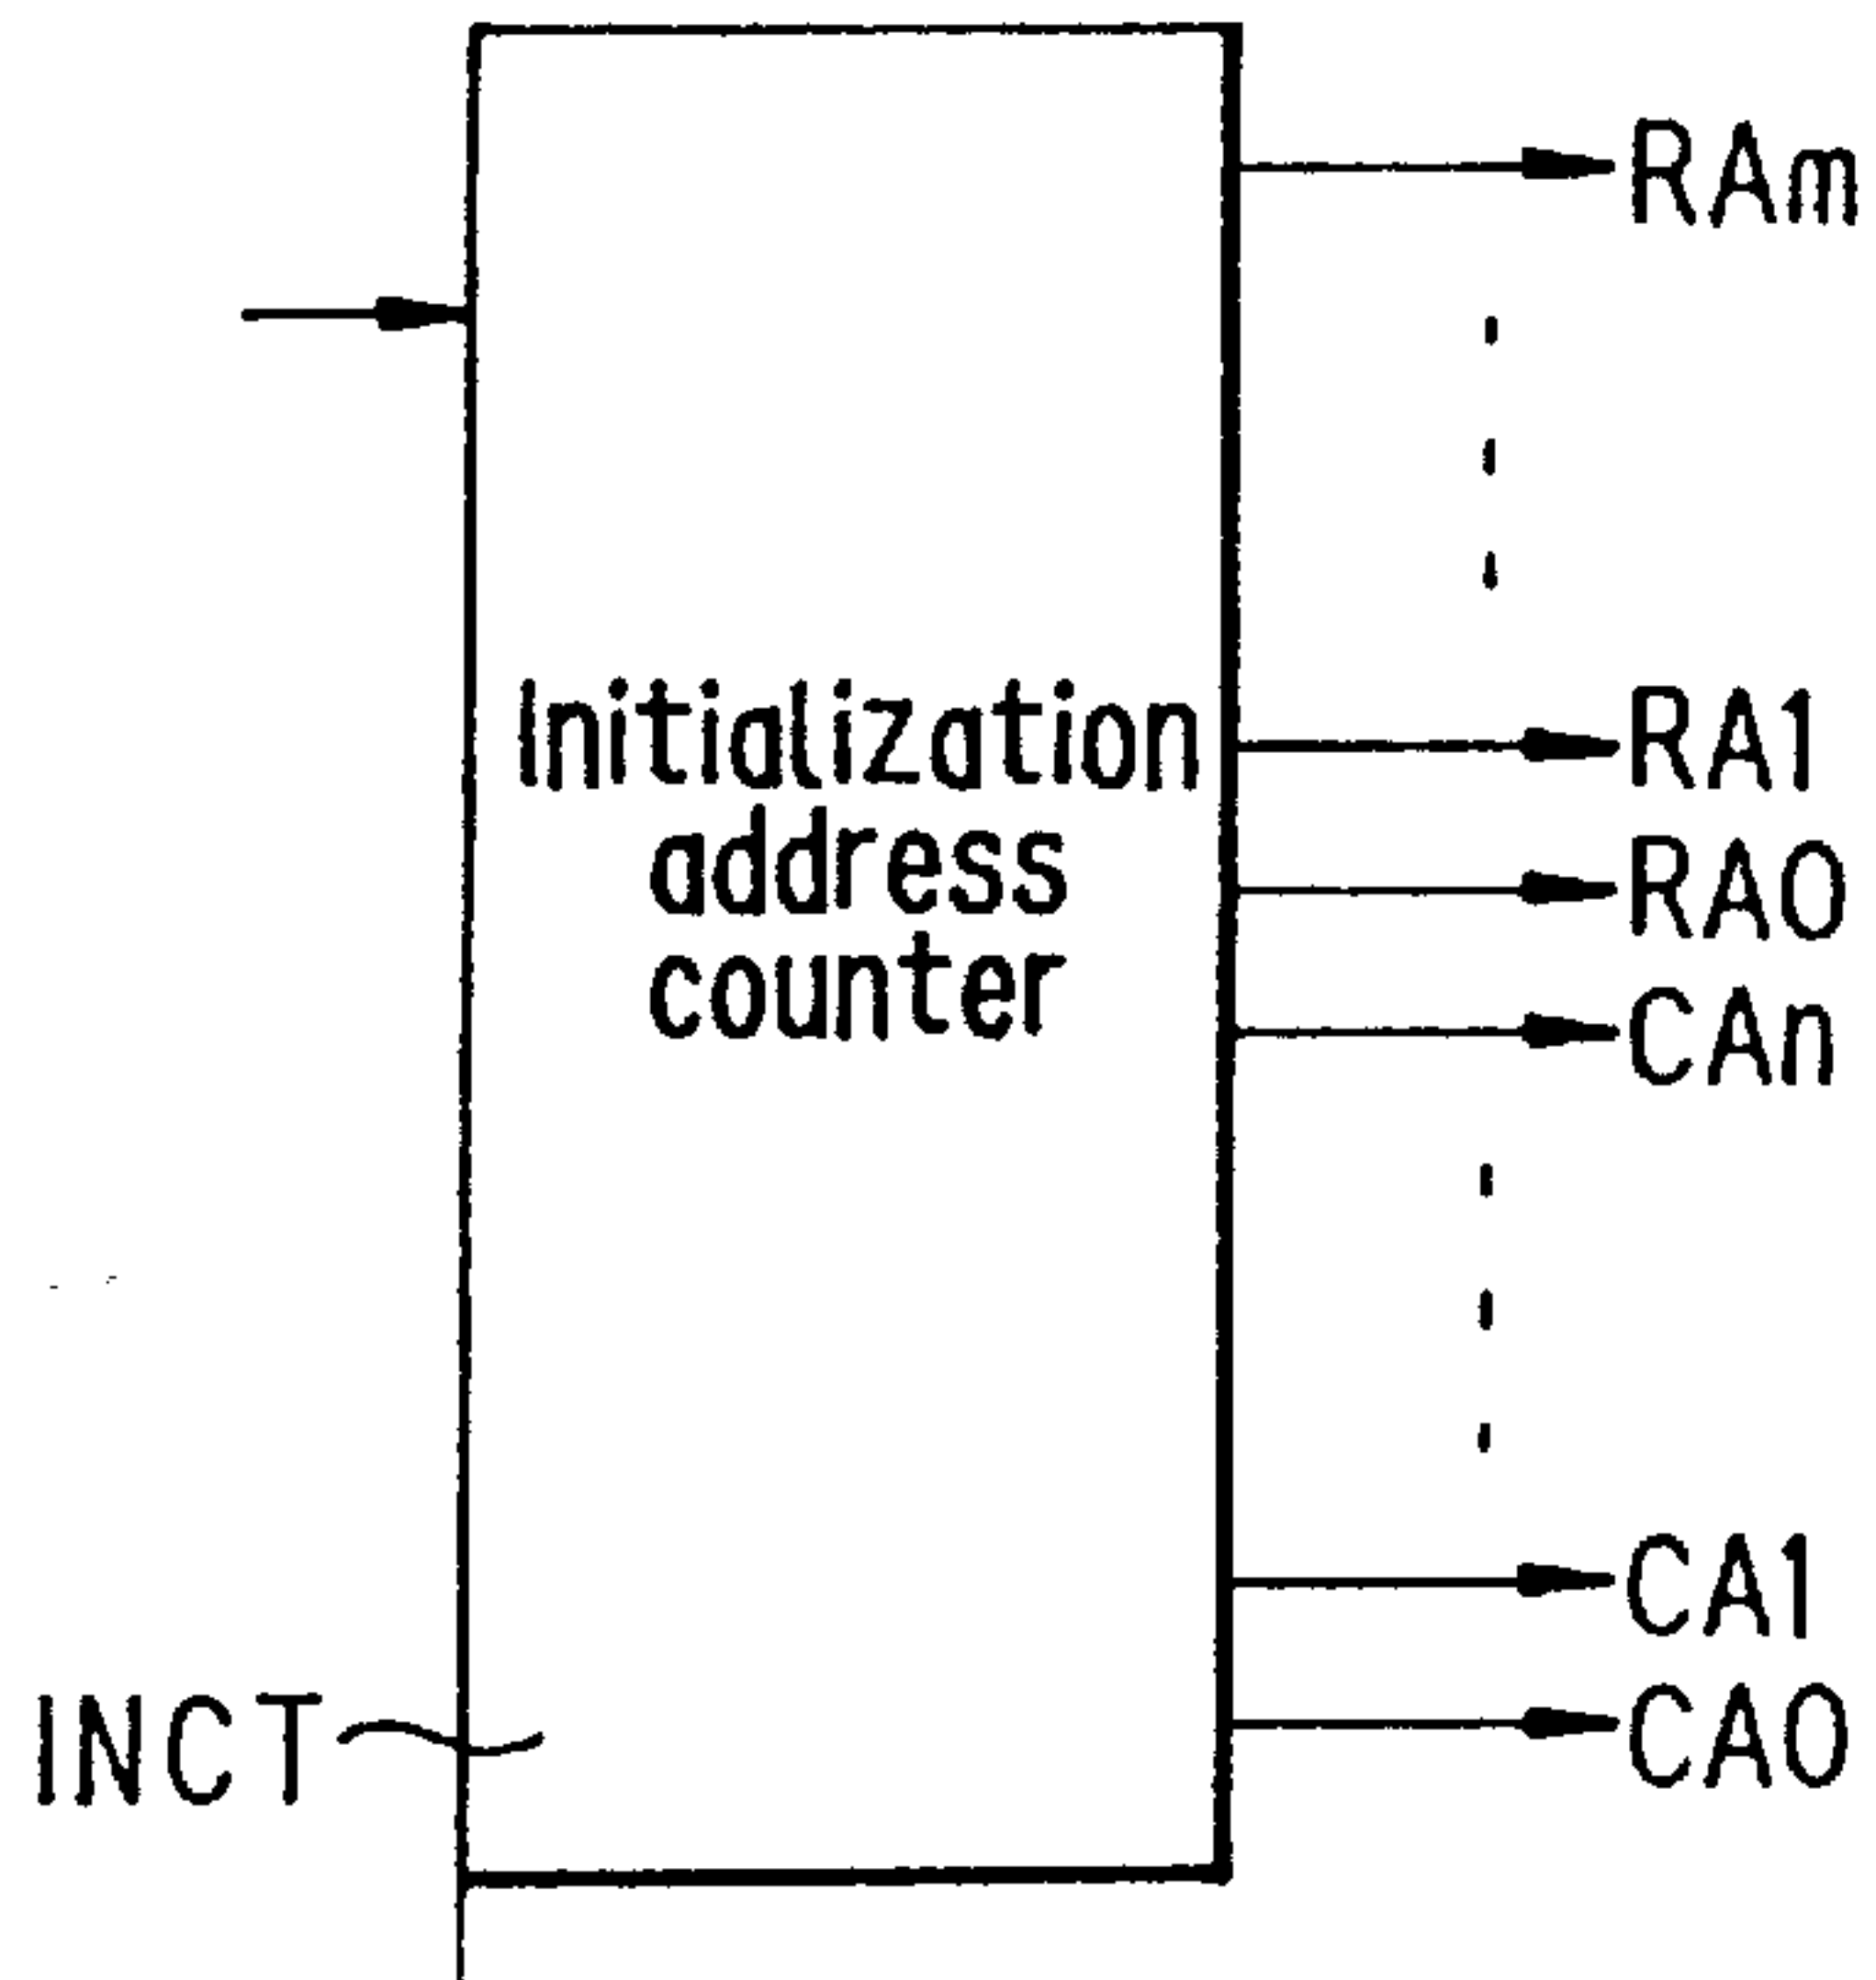 RAm
Initialization
address
counter
RA1
RA0
CAn
CA1
INCT
CA0